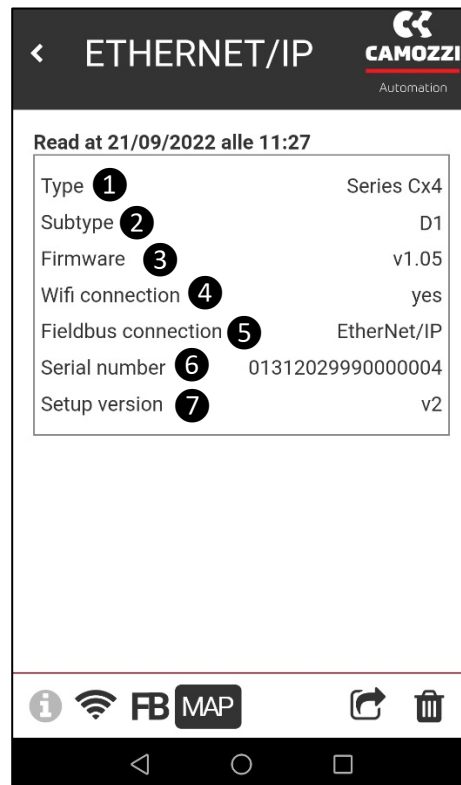 ETHERNET/IP
CAMOZZI
Automation
Read at 21/09/2022 alle 11:27
Type 1 Series Cx4
Subtype 2 D1
Firmware 3 v1.05
Wifi connection 4 yes
Fieldbus connection 5 EtherNet/IP
Serial number 6 01312029990000004
Setup version 7 v2
FB MAP